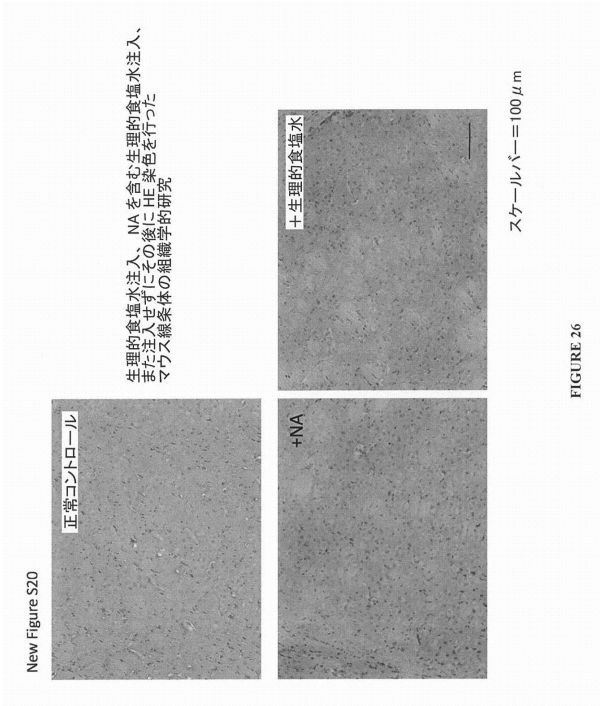 New Figure S20
正常コントロール
生理的食塩水注入、 NAを含む生理的食塩水注入、
また注入せずにその後に HE 染色を行った
マウス線条体の組織学的研究
+NA
＋生理的食塩水
スケールバー＝100μm
FIGURE 26